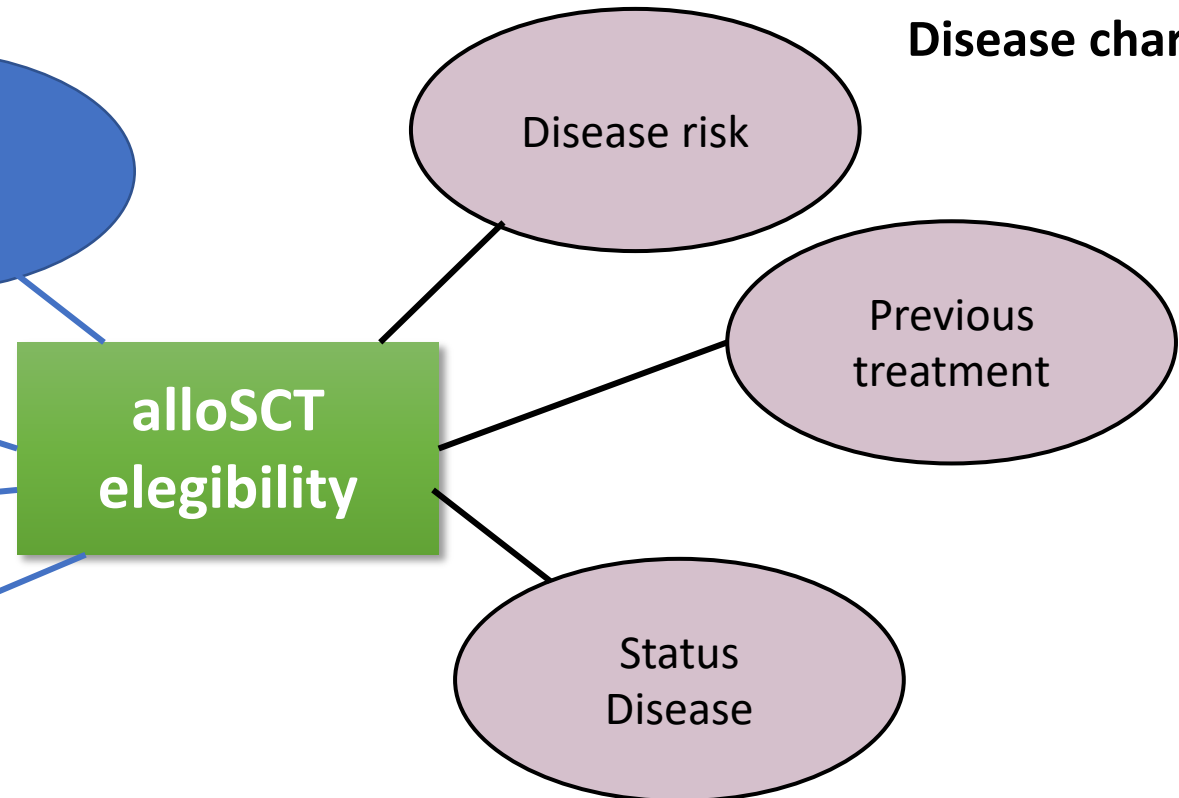 Disease char
Disease risk
Previous
treatment
alloSCT
elegibility
Status
Disease